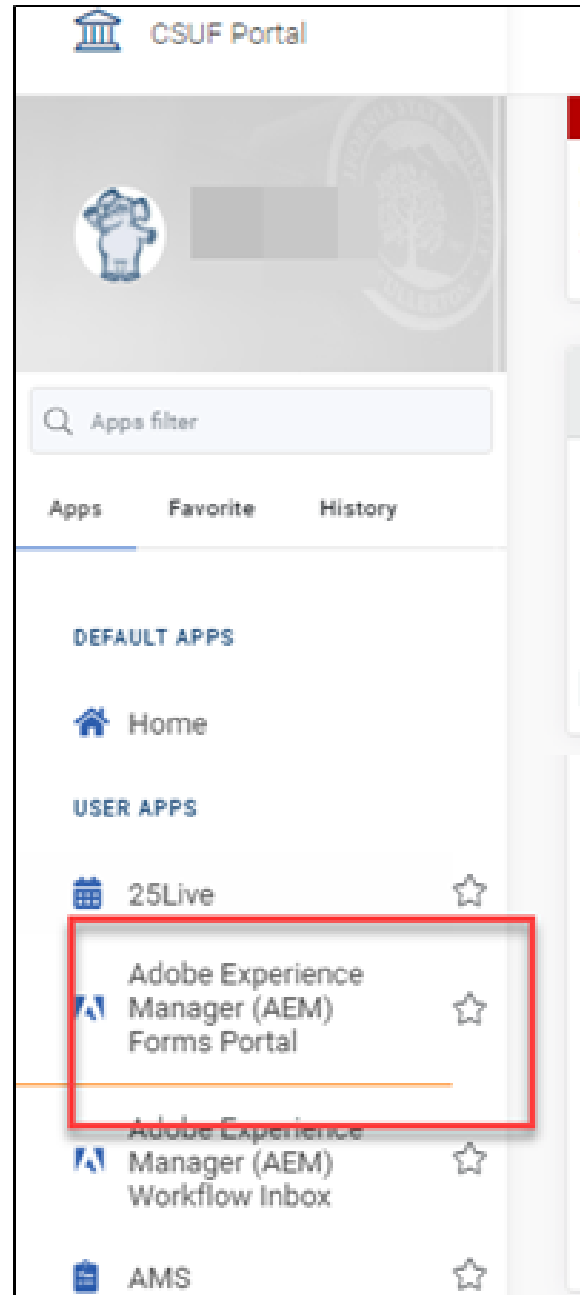 CSUF Portal
Apps filter
Apps Favorite History
DEFAULT APPS
Home
USER APPS
25Live
Adobe Experience
Manager (AEM)
Forms Portal
Adobe Experience
Manager (AEM)
Workflow Inbox
AMS